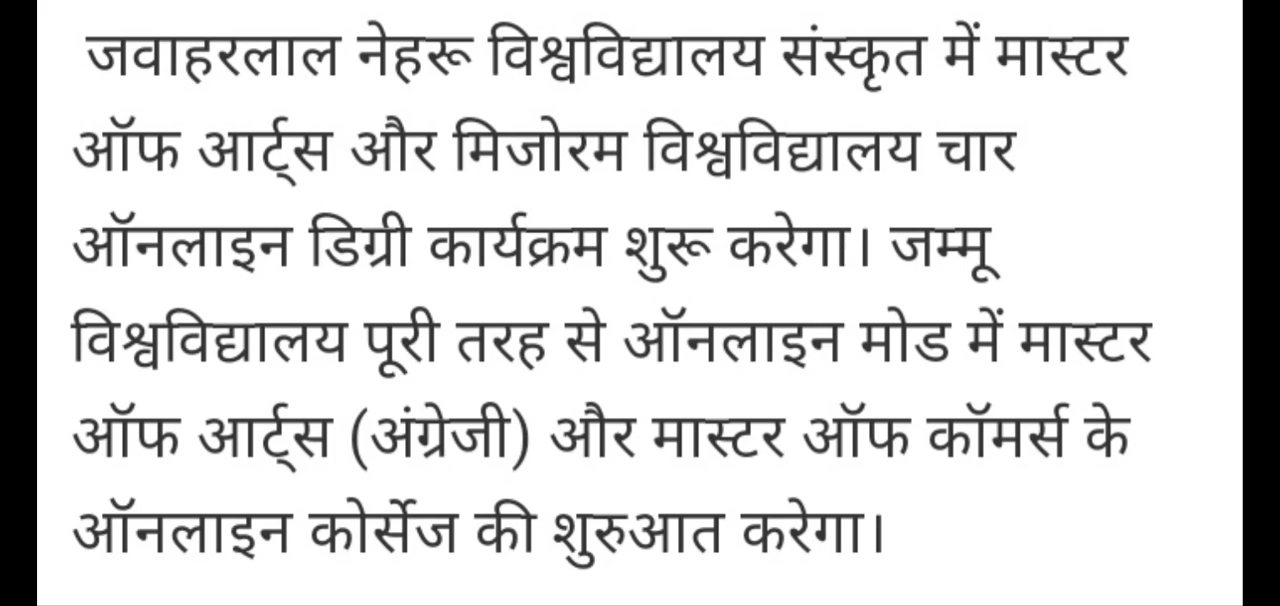 जवाहरलाल नेहरू विश्वविद्यालय संस्कृत में मास्टर
ऑफ आर्ट्स और मिजोरम विश्वविद्यालय चार
ऑनलाइन डिग्री कार्यक्रम शुरू करेगा। जम्मू
विश्वविद्यालय पूरी तरह से ऑनलाइन मोड में मास्टर
ऑफ आर्ट्स (अंग्रेजी) और मास्टर ऑफ कॉमर्स के
ऑनलाइन कोर्सेज की शुरुआत करेगा।